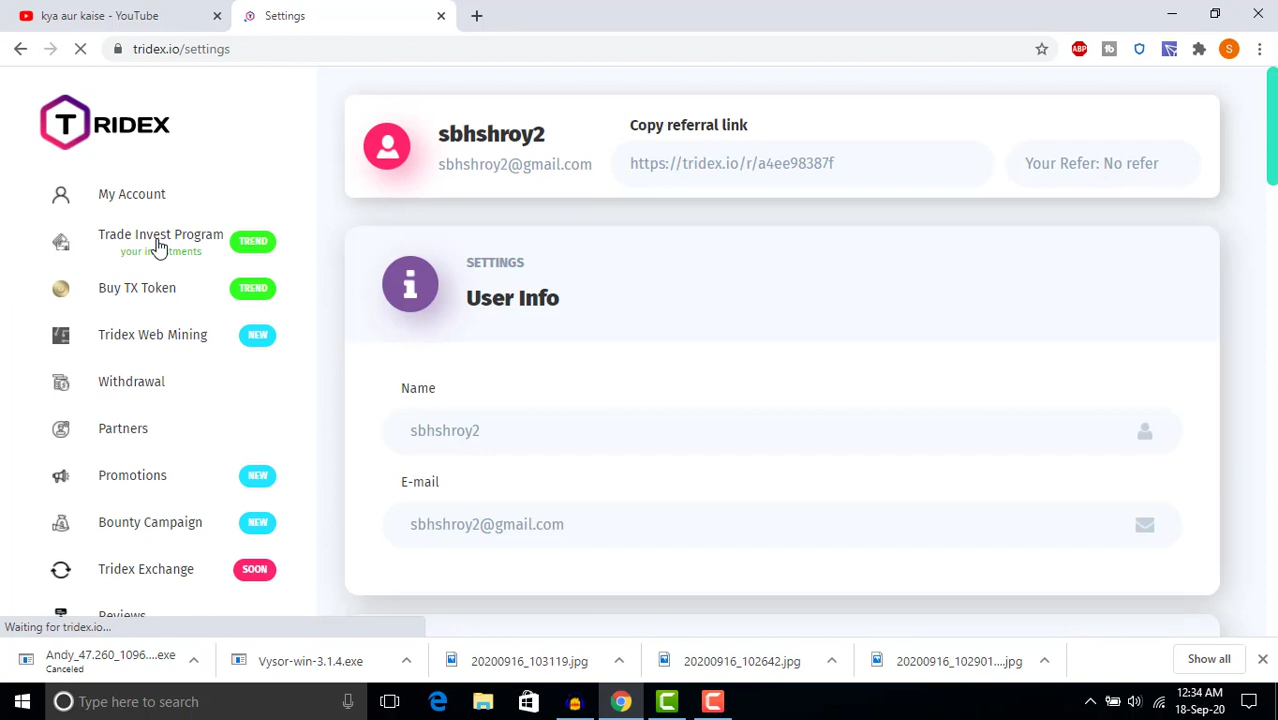 kya aur kaise - YouTube
Settings
tridex.io/settings
ABP
S
TRIDEX
My Account
Trade Invest Program
TREND
Buy TX Token
TREND
Tridex Web Mining
NEW
Withdrawal
Partners
Promotions
NEW
Bounty Campaign
NEW
Tridex Exchange
SOON
Reviews
sbhshroy2
sbhshroy2@gmail.com
Copy referral link
https://tridex.io/r/a4ee98387f
Your Refer: No refer
SETTINGS
User Info
Name
sbhshroy2
E-mail
sbhshroy2@gmail.com
Waiting for tridex.io...
Andy_47.260_1096....exe
Canceled
Vysor-win-3.1.4.exe
20200916_103119.jpg
20200916_102642.jpg
20200916_102901....jpg
Show all
Type here to search
12:34 AM
18-Sep-20